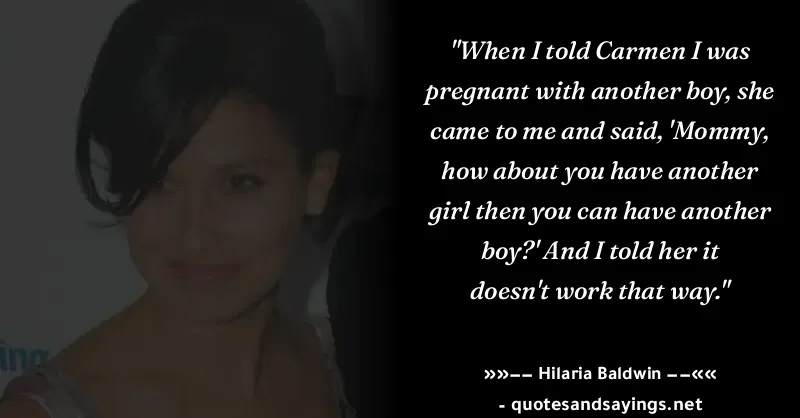 "When I told Carmen I was
pregnant with another boy, she
came to me and said, 'Mommy,
how about you have another
girl then you can have another
boy?' And I told her it
doesn't work that way."
»»-- Hilaria Baldwin --««
- quotesandsayings.net
ing